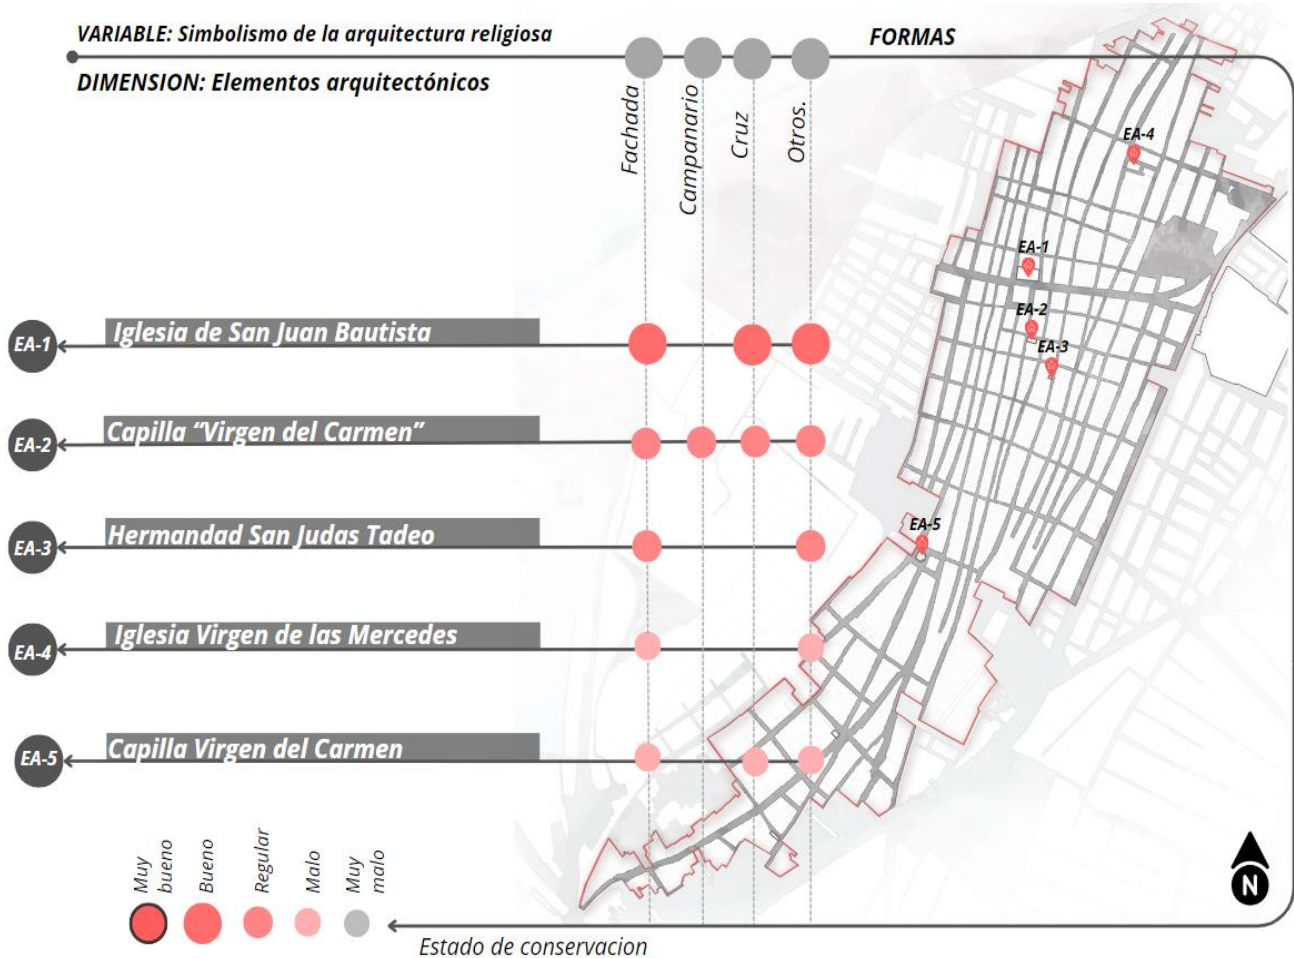 VARIABLE: Simbolismo de la arquitectura religiosa
FORMAS
DIMENSION: Elementos arquitectónicos
Fachada
Campanario
Cruz
Otros.
EA-4
EA-1
EA-2
EA-3
EA-5
EA-1
Iglesia de San Juan Bautista
EA-2
Capilla “Virgen del Carmen”
EA-3
Hermandad San Judas Tadeo
EA-4
Iglesia Virgen de las Mercedes
EA-5
Capilla Virgen del Carmen
Muy
bueno
Bueno
Regular
Malo
Muy
malo
Estado de conservacion
N